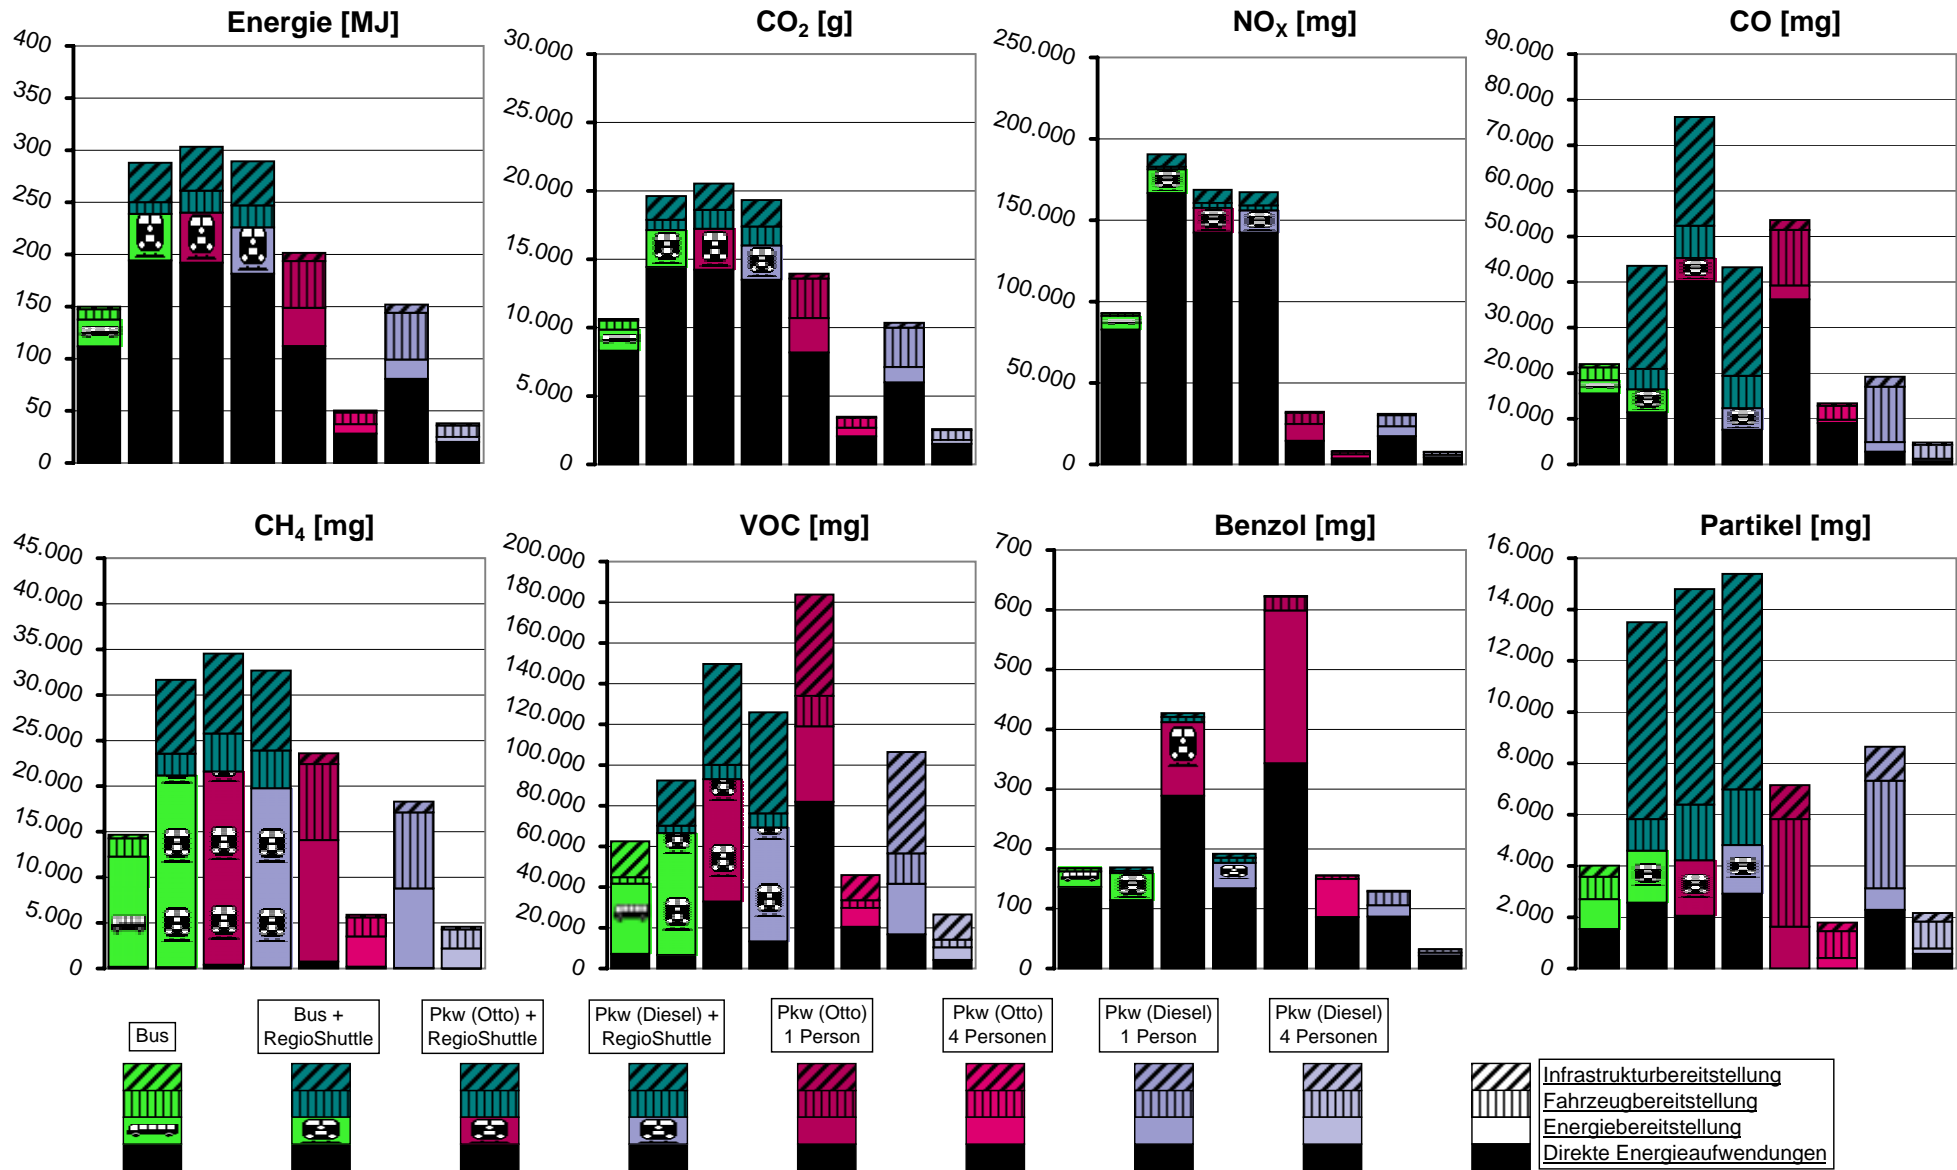 Energie [MJ]
400
350
300
250
200
150
100
50
0
CO2 [g]
30.000
25.000
20.000
15.000
10.000
5.000
0
NOX [mg]
250.000
200.000
150.000
100.000
50.000
0
CO [mg]
90.000
80.000
70.000
60.000
50.000
40.000
30.000
20.000
10.000
0
CH4 [mg]
45.000
40.000
35.000
30.000
25.000
20.000
15.000
10.000
5.000
0
VOC [mg]
200.000
180.000
160.000
140.000
120.000
100.000
80.000
60.000
40.000
20.000
0
Benzol [mg]
700
600
500
400
300
200
100
0
Partikel [mg]
16.000
14.000
12.000
10.000
8.000
6.000
4.000
2.000
0
Bus
Bus +
RegioShuttle
Pkw (Otto) +
RegioShuttle
Pkw (Diesel) +
RegioShuttle
Pkw (Otto)
1 Person
Pkw (Otto)
4 Personen
Pkw (Diesel)
1 Person
Pkw (Diesel)
4 Personen
Infrastrukturbereitstellung
Fahrzeugbereitstellung
Energiebereitstellung
Direkte Energieaufwendungen